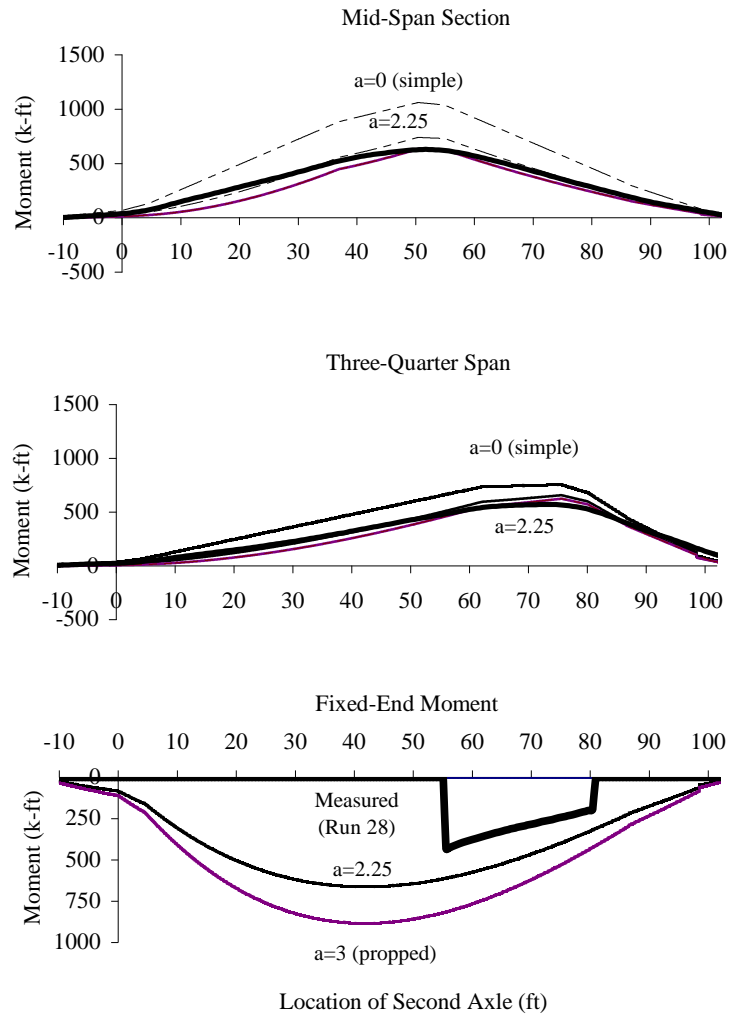 Mid-Span Section
1500
1000
500
0
-500
Moment (k-ft)
a=0 (simple)
a=2.25
-10 0 10 20 30 40 50 60 70 80 90 100
Three-Quarter Span
1500
1000
500
0
-500
Moment (k-ft)
a=0 (simple)
a=2.25
-10 0 10 20 30 40 50 60 70 80 90 100
Fixed-End Moment
-10 0 10 20 30 40 50 60 70 80 90 100
0
250
500
750
1000
Moment (k-ft)
Measured
(Run 28)
a=2.25
a=3 (propped)
Location of Second Axle (ft)